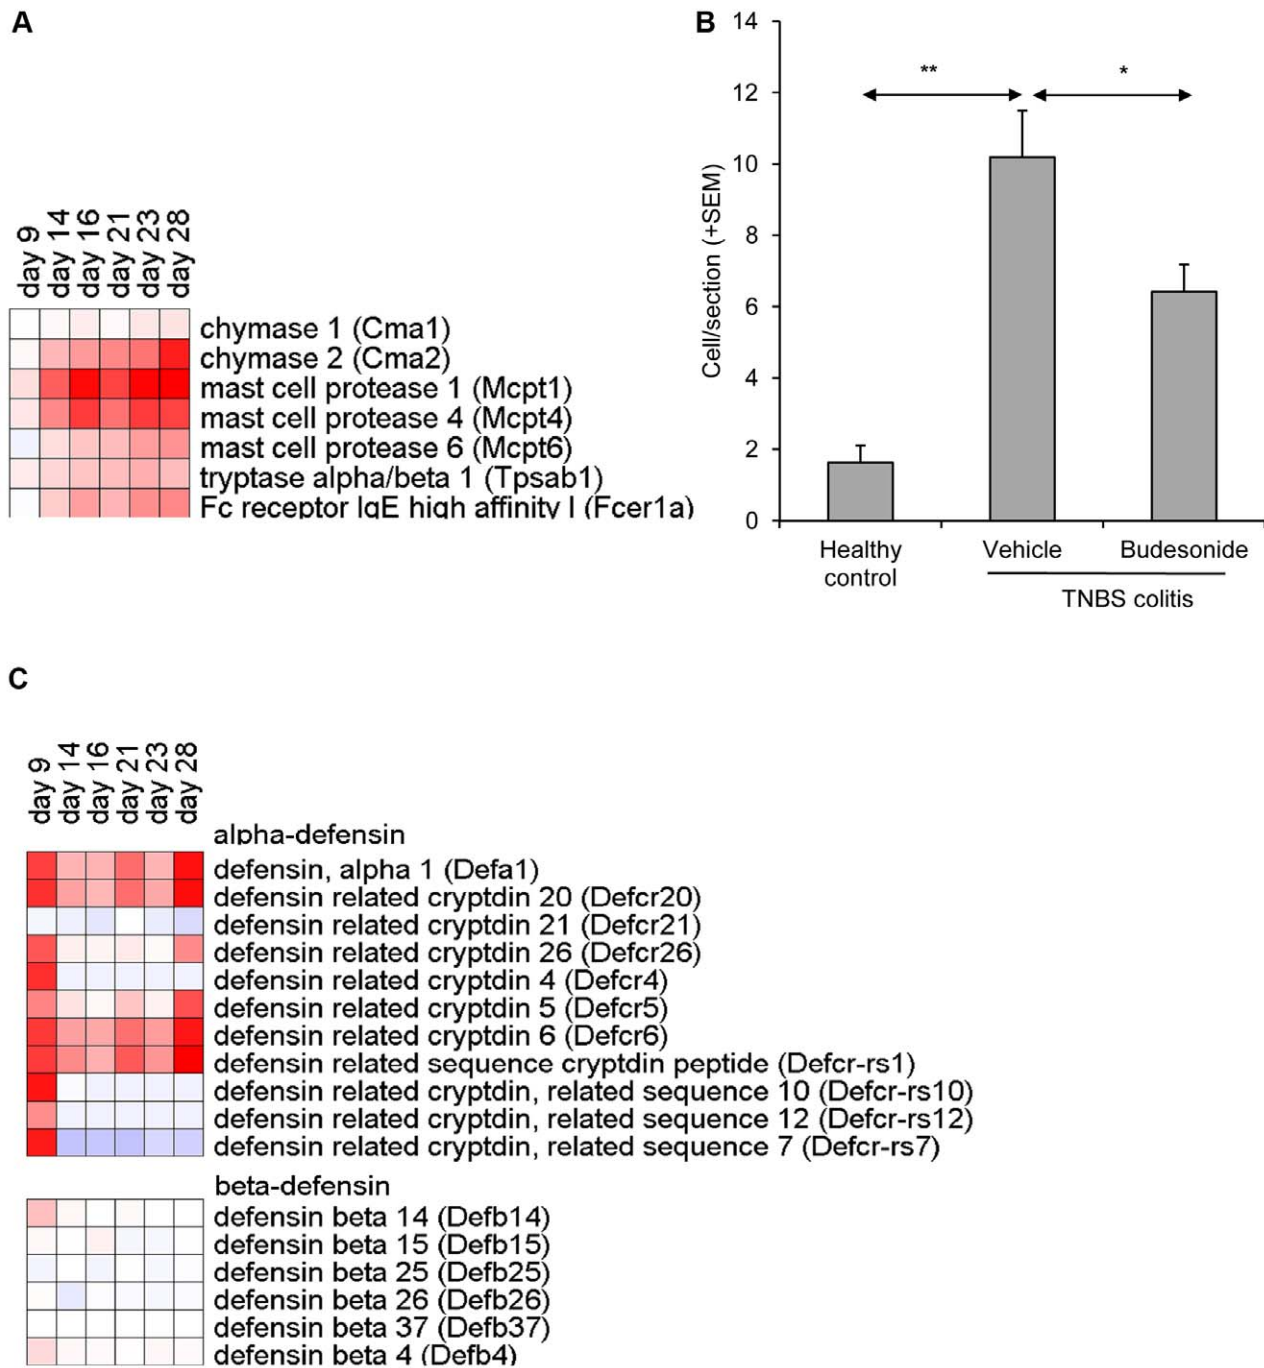 A
day 9
day 14
day 16
day 21
day 23
day 28
chymase 1 (Cma1)
chymase 2 (Cma2)
mast cell protease 1 (Mcpt1)
mast cell protease 4 (Mcpt4)
mast cell protease 6 (Mcpt6)
tryptase alpha/beta 1 (Tpsab1)
Fc receptor IgE high affinity I (Fcer1a)
B
Cell/section (+SEM)
14
12
10
8
6
4
2
0
**
*
Healthy
control
Vehicle
Budesonide
TNBS colitis
C
day 9
day 14
day 16
day 21
day 23
day 28
alpha-defensin
defensin, alpha 1 (Defa1)
defensin related cryptdin 20 (Defcr20)
defensin related cryptdin 21 (Defcr21)
defensin related cryptdin 26 (Defcr26)
defensin related cryptdin 4 (Defcr4)
defensin related cryptdin 5 (Defcr5)
defensin related cryptdin 6 (Defcr6)
defensin related sequence cryptdin peptide (Defcr-rs1)
defensin related cryptdin, related sequence 10 (Defcr-rs10)
defensin related cryptdin, related sequence 12 (Defcr-rs12)
defensin related cryptdin, related sequence 7 (Defcr-rs7)
beta-defensin
defensin beta 14 (Defb14)
defensin beta 15 (Defb15)
defensin beta 25 (Defb25)
defensin beta 26 (Defb26)
defensin beta 37 (Defb37)
defensin beta 4 (Defb4)